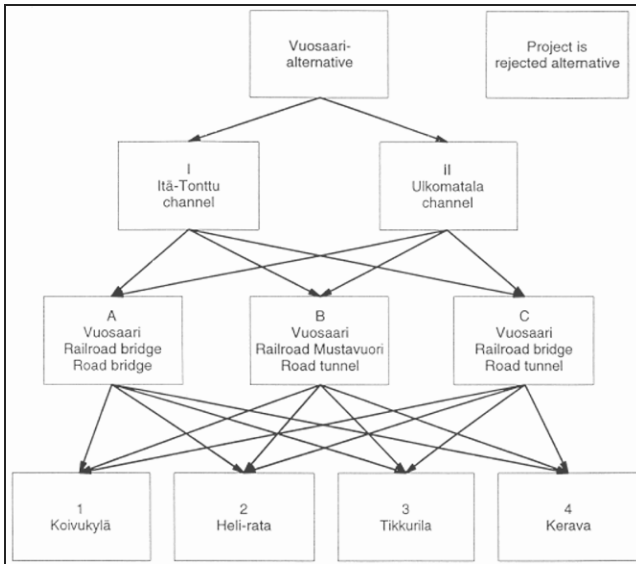 Vuosaari-
alternative
Project is
rejected alternative
I
Itä-Tonttu
channel
II
Ulkomatala
channel
A
Vuosaari
Railroad bridge
Road bridge
B
Vuosaari
Railroad Mustavuori
Road tunnel
C
Vuosaari
Railroad bridge
Road tunnel
1
Koivukylä
2
Heli-rata
3
Tikkurila
4
Kerava